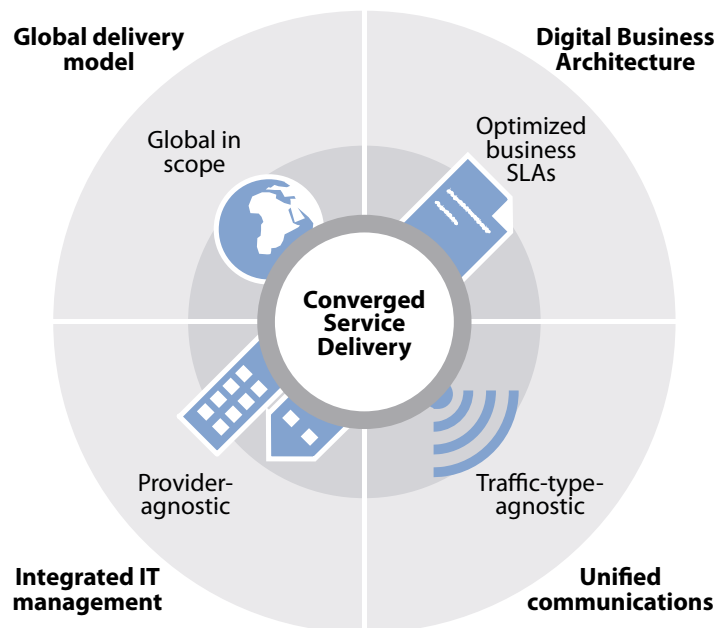 Global delivery
model
Digital Business
Architecture
Global in
scope
Optimized
business
SLAs
Converged
Service
Delivery
Provider-
agnostic
Traffic-type-
agnostic
Integrated IT
management
Unified
communications